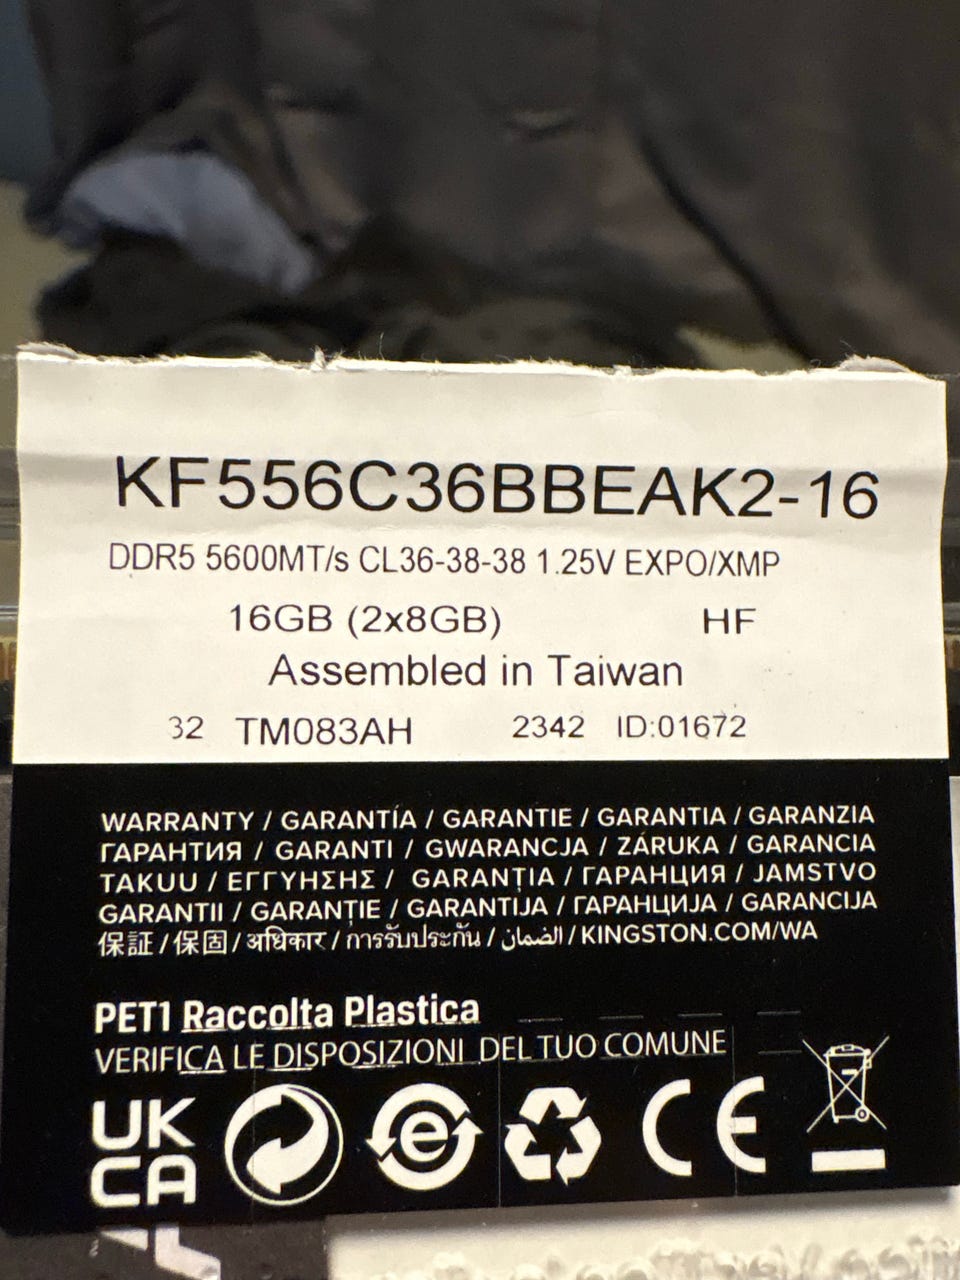 KF556C36BBEAK2-16
DDR5 5600MT/s CL36-38-38 1.25V EXPO/XMP
16GB (2x8GB) HF
Assembled in Taiwan
32 TM083AH 2342 ID:01672
WARRANTY / GARANTÍA / GARANTIE / GARANTIA / GARANZIA
ГАРАНТИЯ / GARANTI / GWARANCJA / ZÁRUKA / GARANCIA
TAKUU / ΕΓΓΥΗΣΗΣ / GARANȚIA / ГАРАНЦИЯ / JAMSTVO
GARANTII / GARANȚIE / GARANTIJA / ГАРАНЦИЈА / GARANCIJA
保証 / 保固 / अधिकार / การรับประกัน / الضمان / KINGSTON.COM/WA
PET1 Raccolta Plastica
VERIFICA LE DISPOSIZIONI DEL TUO COMUNE
UK CA e CE